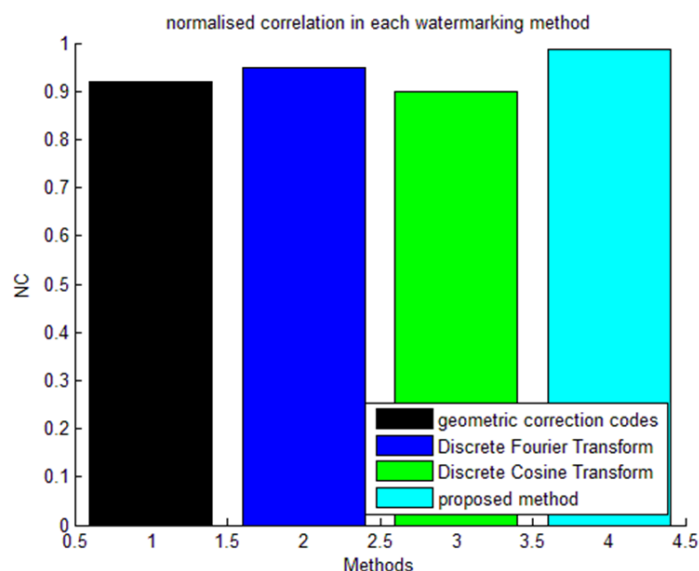 normalised correlation in each watermarking method
1
0.9
0.8
0.7
0.6
0.5
0.4
0.3
0.2
0.1
0
NC
geometric correction codes
Discrete Fourier Transform
Discrete Cosine Transform
proposed method
0.5 1 1.5 2 2.5 3 3.5 4 4.5
Methods